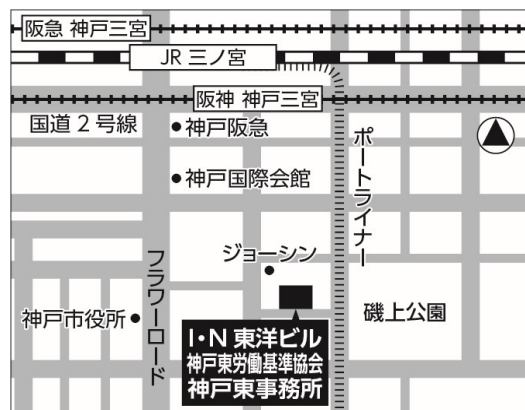 阪急 神戸三宮
JR 三ノ宮
阪神 神戸三宮
国道2号線
神戸阪急
神戸国際会館
ポートライナー
ジョーシン
フラワーロード
神戸市役所
磯上公園
I・N 東洋ビル
神戸東労働基準協会
神戸東事務所